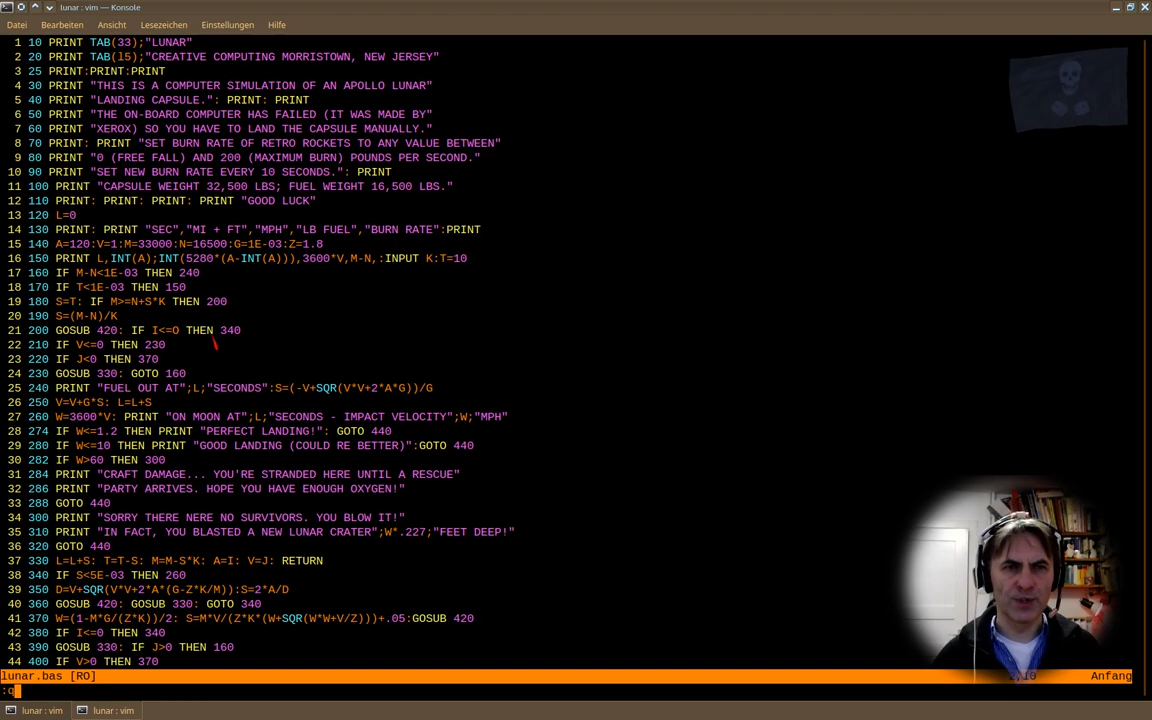 lunar : vim — Konsole
Datei Bearbeiten Ansicht Lesezeichen Einstellungen Hilfe
1 10 PRINT TAB(33);"LUNAR"
2 20 PRINT TAB(l5);"CREATIVE COMPUTING MORRISTOWN, NEW JERSEY"
3 25 PRINT:PRINT:PRINT
4 30 PRINT "THIS IS A COMPUTER SIMULATION OF AN APOLLO LUNAR"
5 40 PRINT "LANDING CAPSULE.": PRINT: PRINT
6 50 PRINT "THE ON-BOARD COMPUTER HAS FAILED (IT WAS MADE BY"
7 60 PRINT "XEROX) SO YOU HAVE TO LAND THE CAPSULE MANUALLY."
8 70 PRINT: PRINT "SET BURN RATE OF RETRO ROCKETS TO ANY VALUE BETWEEN"
9 80 PRINT "0 (FREE FALL) AND 200 (MAXIMUM BURN) POUNDS PER SECOND."
10 90 PRINT "SET NEW BURN RATE EVERY 10 SECONDS.": PRINT
11 100 PRINT "CAPSULE WEIGHT 32,500 LBS; FUEL WEIGHT 16,500 LBS."
12 110 PRINT: PRINT: PRINT: PRINT "GOOD LUCK"
13 120 L=0
14 130 PRINT: PRINT "SEC","MI + FT","MPH","LB FUEL","BURN RATE":PRINT
15 140 A=120:V=1:M=33000:N=16500:G=1E-03:Z=1.8
16 150 PRINT L,INT(A);INT(5280*(A-INT(A))),3600*V,M-N,:INPUT K:T=10
17 160 IF M-N<1E-03 THEN 240
18 170 IF T<1E-03 THEN 150
19 180 S=T: IF M>=N+S*K THEN 200
20 190 S=(M-N)/K
21 200 GOSUB 420: IF I<=O THEN 340
22 210 IF V<=0 THEN 230
23 220 IF J<0 THEN 370
24 230 GOSUB 330: GOTO 160
25 240 PRINT "FUEL OUT AT";L;"SECONDS":S=(-V+SQR(V*V+2*A*G))/G
26 250 V=V+G*S: L=L+S
27 260 W=3600*V: PRINT "ON MOON AT";L;"SECONDS - IMPACT VELOCITY";W;"MPH"
28 274 IF W<=1.2 THEN PRINT "PERFECT LANDING!": GOTO 440
29 280 IF W<=10 THEN PRINT "GOOD LANDING (COULD RE BETTER)":GOTO 440
30 282 IF W>60 THEN 300
31 284 PRINT "CRAFT DAMAGE... YOU'RE STRANDED HERE UNTIL A RESCUE"
32 286 PRINT "PARTY ARRIVES. HOPE YOU HAVE ENOUGH OXYGEN!"
33 288 GOTO 440
34 300 PRINT "SORRY THERE NERE NO SURVIVORS. YOU BLOW IT!"
35 310 PRINT "IN FACT, YOU BLASTED A NEW LUNAR CRATER";W*.227;"FEET DEEP!"
36 320 GOTO 440
37 330 L=L+S: T=T-S: M=M-S*K: A=I: V=J: RETURN
38 340 IF S<5E-03 THEN 260
39 350 D=V+SQR(V*V+2*A*(G-Z*K/M)):S=2*A/D
40 360 GOSUB 420: GOSUB 330: GOTO 340
41 370 W=(1-M*G/(Z*K))/2: S=M*V/(Z*K*(W+SQR(W*W+V/Z)))+.05:GOSUB 420
42 380 IF I<=0 THEN 340
43 390 GOSUB 330: IF J>0 THEN 160
44 400 IF V>0 THEN 370
lunar.bas [RO] 2,10 Anfang
:q
lunar : vim lunar : vim